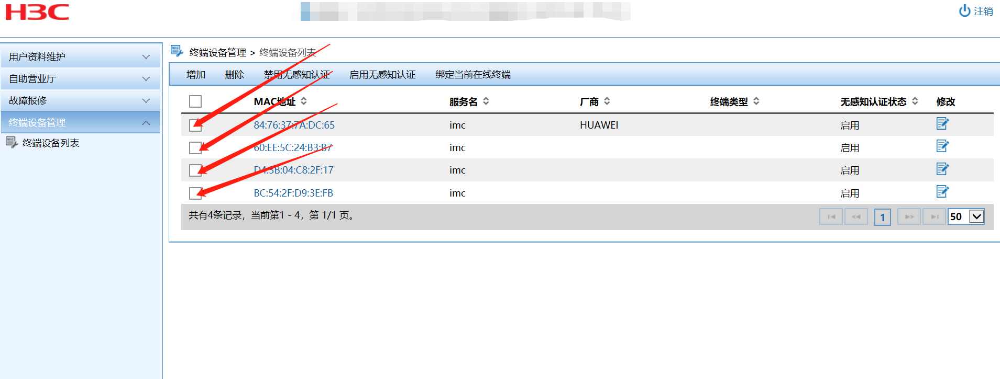 H3C
注销
用户资料维护
自助营业厅
故障报修
终端设备管理
终端设备列表
终端设备管理 > 终端设备列表
增加 删除 禁用无感知认证 启用无感知认证 绑定当前在线终端
MAC地址 服务名 厂商 终端类型 无感知认证状态 修改
84:76:37:7A:DC:65 imc HUAWEI 启用
60:EE:5C:24:B3:B7 imc 启用
D4:3B:04:C8:2F:17 imc 启用
BC:54:2F:D9:3E:FB imc 启用
共有4条记录，当前第1 - 4，第 1/1 页。 1 50